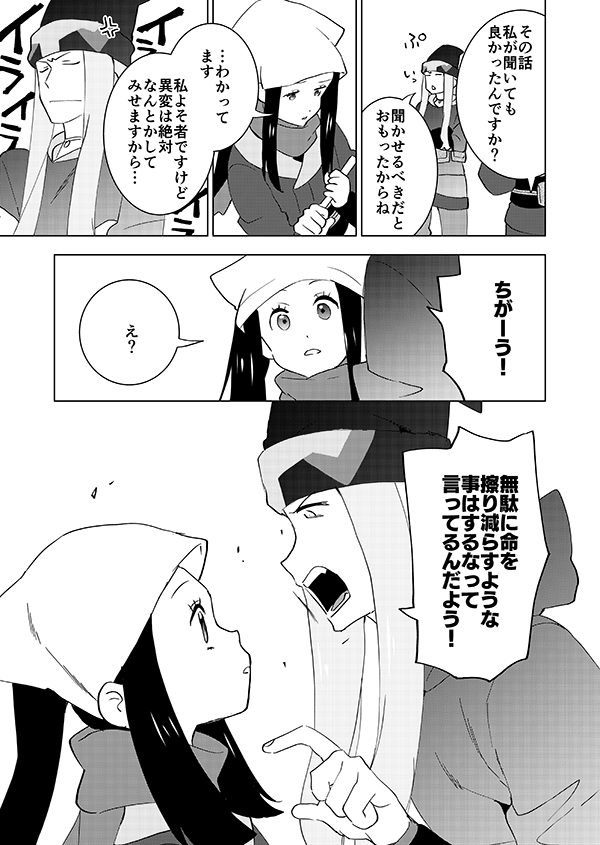 その話
私が聞いても
良かったんですか？
ぷい
聞かせるべきだと
おもったからね
…わかって
ます
私よそ者ですけど
異変は絶対
なんとかして
みせますから…
イライラ
イライラ
ちがーう！
え？
無駄に命を
擦り減らすような
事はするなって
言ってるんだよう！